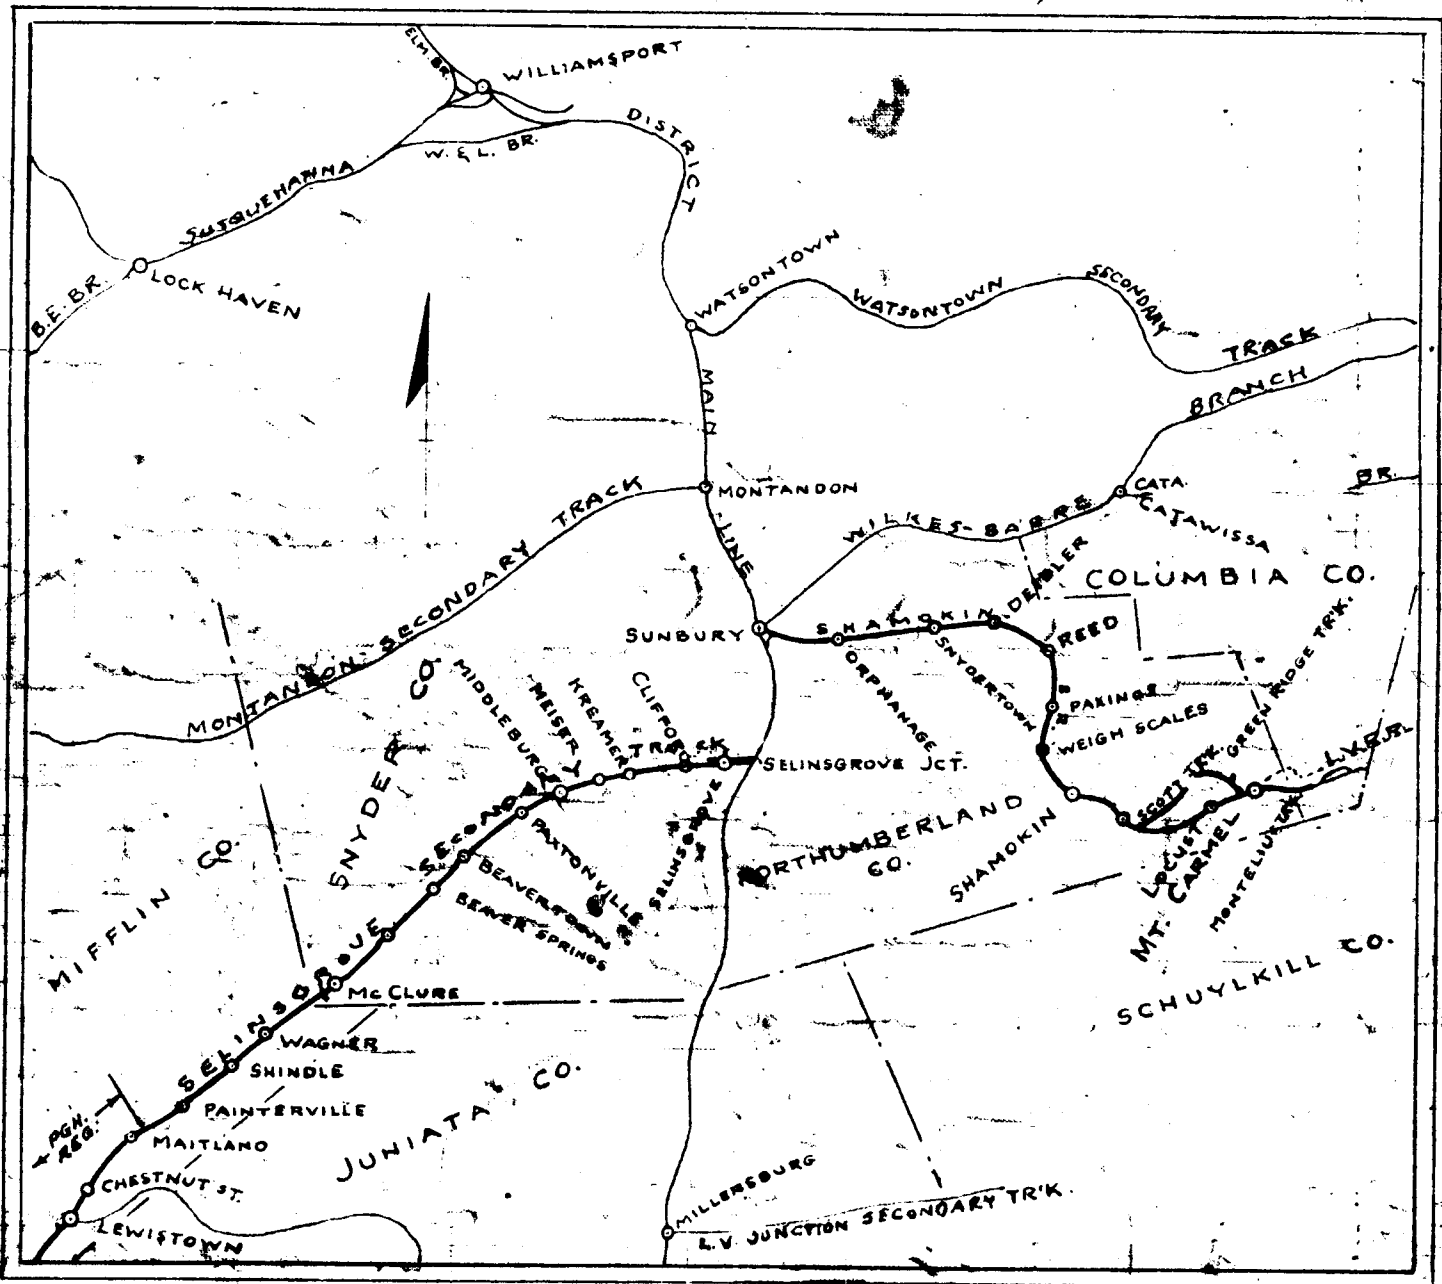 ELM. BR.
WILLIAMSPORT
DISTRICT
W. & L. BR.
SUSQUEHANNA
LOCK HAVEN
B.E. BR.
WATSONTOWN
WATSONTOWN SECONDARY TRACK
MAIN LINE
BRANCH
MONTANDON
CATA.
CATAWISSA
BR.
WILKES-BARRE
MONTANDON SECONDARY TRACK
COLUMBIA CO.
DEIBLER
SUNBURY
SHAMOKIN
REED
ORPHANAGE
SNYDERTOWN
PAXINOS
WEIGH SCALES
GREEN RIDGE TR'K.
SCOTT TRK.
L.V.R.R.
SNYDER CO.
MIDDLEBURG
MEISER
KREAMER
CLIFFORD
SELINSGROVE JCT.
SELINSGROVE
SELINSGROVE SECONDARY TRACK
PAXTONVILLE
BEAVERTOWN
BEAVER SPRINGS
NORTHUMBERLAND
CO.
SHAMOKIN
LOCUST
MT. CARMEL
MIFFLIN CO.
McCLURE
WAGNER
SHINDLE
PAINTERVILLE
PGH.
REG.
MAITLAND
CHESTNUT ST.
LEWISTOWN
JUNIATA CO.
SCHUYLKILL CO.
MILLERSBURG
L.V. JUNCTION SECONDARY TR'K.